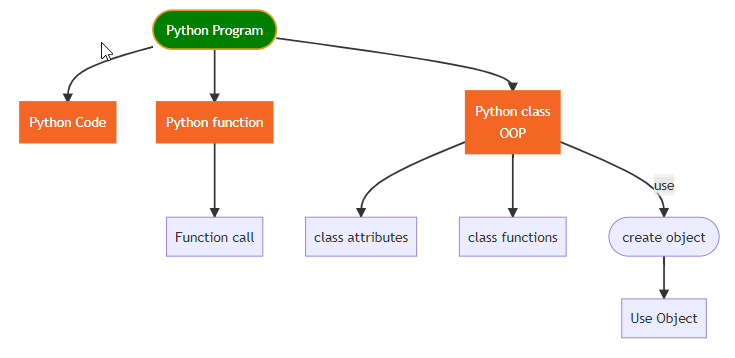 Python Program
Python Code
Python function
Python class
OOP
use
Function call
class attributes
class functions
create object
Use Object